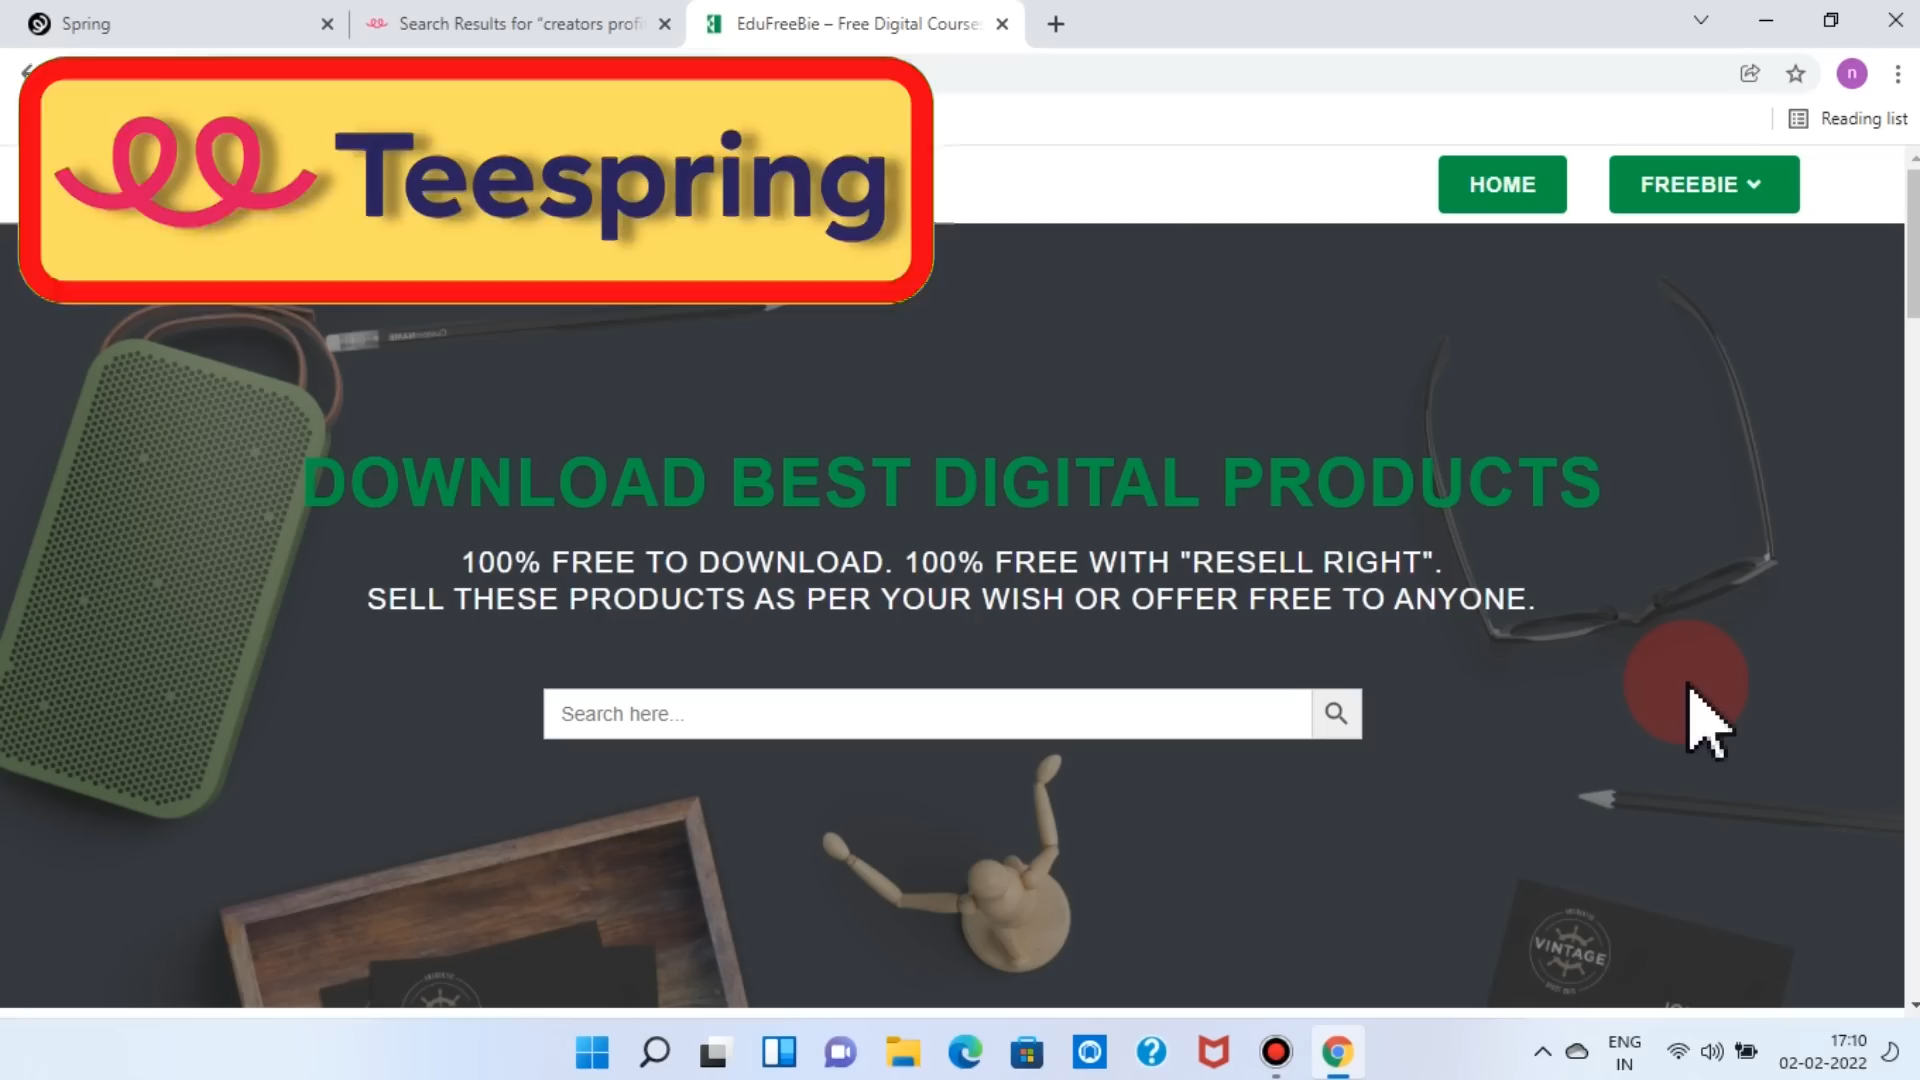 Spring
Search Results for "creators profi
EduFreeBie – Free Digital Course
n
Reading list
Teespring
HOME
FREEBIE
DOWNLOAD BEST DIGITAL PRODUCTS
100% FREE TO DOWNLOAD. 100% FREE WITH "RESELL RIGHT".
SELL THESE PRODUCTS AS PER YOUR WISH OR OFFER FREE TO ANYONE.
Search here...
VINTAGE
ENG
IN
17:10
02-02-2022